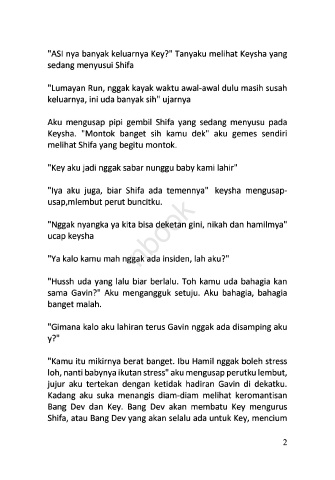 "ASI nya banyak keluarnya Key?" Tanyaku melihat Keysha yang
sedang menyusui Shifa
"Lumayan Run, nggak kayak waktu awal-awal dulu masih susah
keluarnya, ini uda banyak sih" ujarnya
Aku mengusap pipi gembil Shifa yang sedang menyusu pada
Keysha. "Montok banget sih kamu dek" aku gemes sendiri
melihat Shifa yang begitu montok.
"Key aku jadi nggak sabar nunggu baby kami lahir"
"Iya aku juga, biar Shifa ada temennya" keysha mengusap-
usap,mlembut perut buncitku.
"Nggak nyangka ya kita bisa deketan gini, nikah dan hamilmya"
ucap keysha
"Ya kalo kamu mah nggak ada insiden, lah aku?"
"Hussh uda yang lalu biar berlalu. Toh kamu uda bahagia kan
sama Gavin?" Aku mengangguk setuju. Aku bahagia, bahagia
banget malah.
"Gimana kalo aku lahiran terus Gavin nggak ada disamping aku
y?"
"Kamu itu mikirnya berat banget. Ibu Hamil nggak boleh stress
loh, nanti babynya ikutan stress" aku mengusap perutku lembut,
jujur aku tertekan dengan ketidak hadiran Gavin di dekatku.
Kadang aku suka menangis diam-diam melihat keromantisan
Bang Dev dan Key. Bang Dev akan membatu Key mengurus
Shifa, atau Bang Dev yang akan selalu ada untuk Key, mencium
2